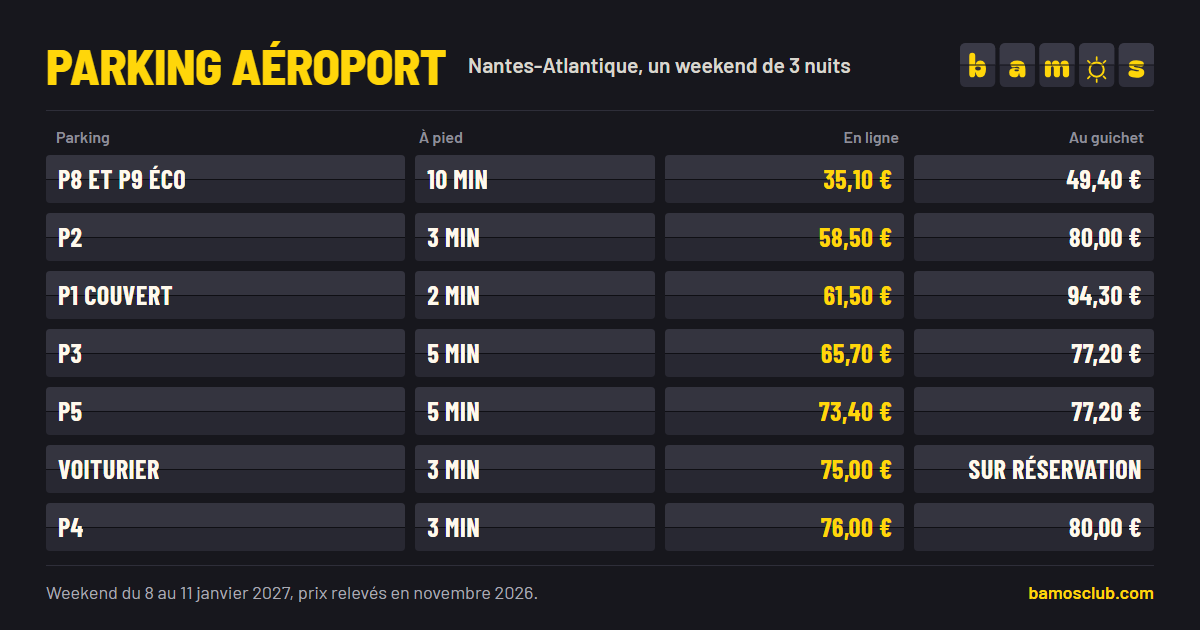 PARKING AÉROPORT Nantes-Atlantique, un weekend de 3 nuits bam☼s
Parking À pied En ligne Au guichet
P8 ET P9 ÉCO 10 MIN 35,10 € 49,40 €
P2 3 MIN 58,50 € 80,00 €
P1 COUVERT 2 MIN 61,50 € 94,30 €
P3 5 MIN 65,70 € 77,20 €
P5 5 MIN 73,40 € 77,20 €
VOITURIER 3 MIN 75,00 € SUR RÉSERVATION
P4 3 MIN 76,00 € 80,00 €
Weekend du 8 au 11 janvier 2027, prix relevés en novembre 2026. bamosclub.com